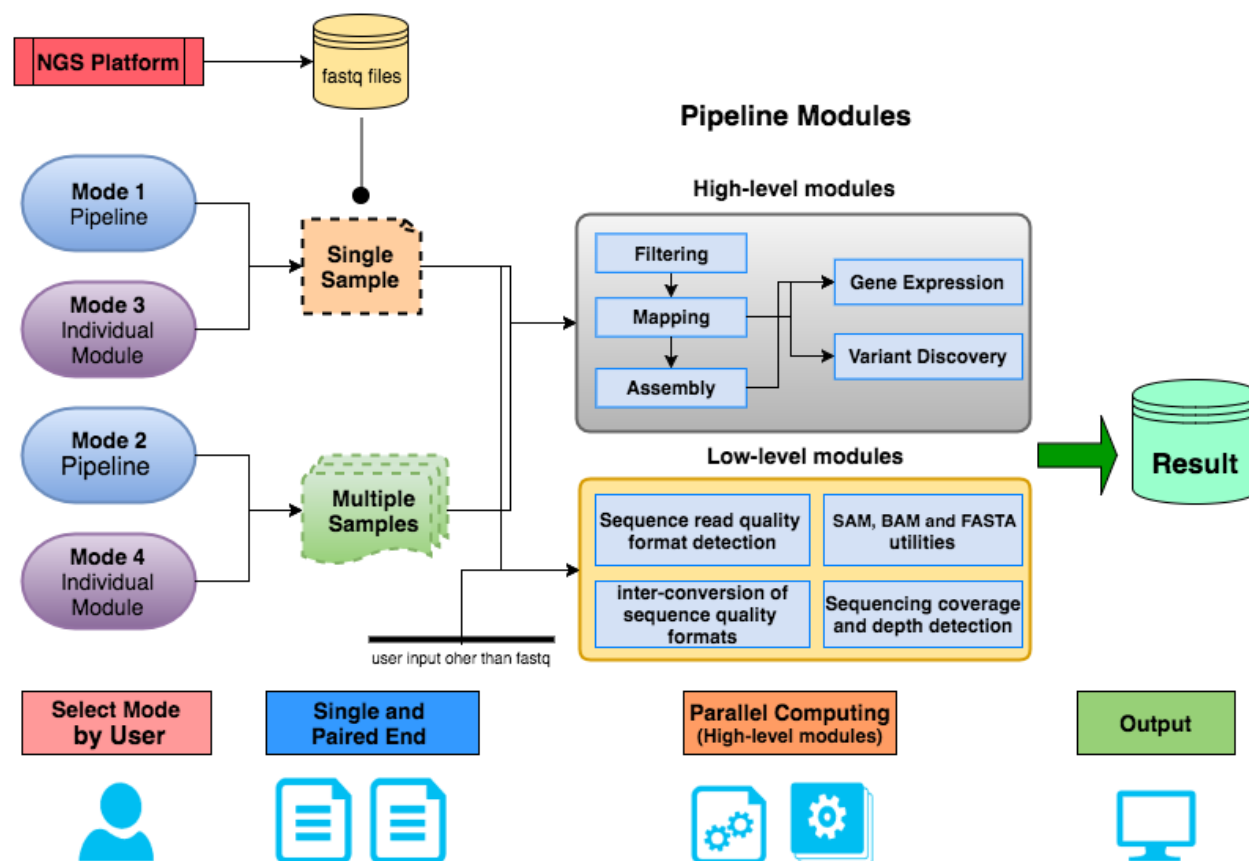 NGS Platform
fastq files
Pipeline Modules
Mode 1
Pipeline
High-level modules
Single
Sample
Filtering
Gene Expression
Mode 3
Individual
Module
Mapping
Variant Discovery
Assembly
Mode 2
Pipeline
Low-level modules
Result
Multiple
Samples
Sequence read quality
format detection
SAM, BAM and FASTA
utilities
Mode 4
Individual
Module
inter-conversion of
sequence quality
formats
Sequencing coverage
and depth detection
user input oher than fastq
Select Mode
by User
Single and
Paired End
Parallel Computing
(High-level modules)
Output